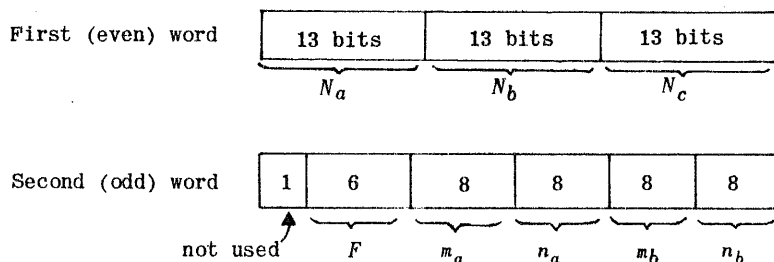 First (even) word 13 bits 13 bits 13 bits
N_a N_b N_c
Second (odd) word 1 6 8 8 8 8
not used F m_a n_a m_b n_b